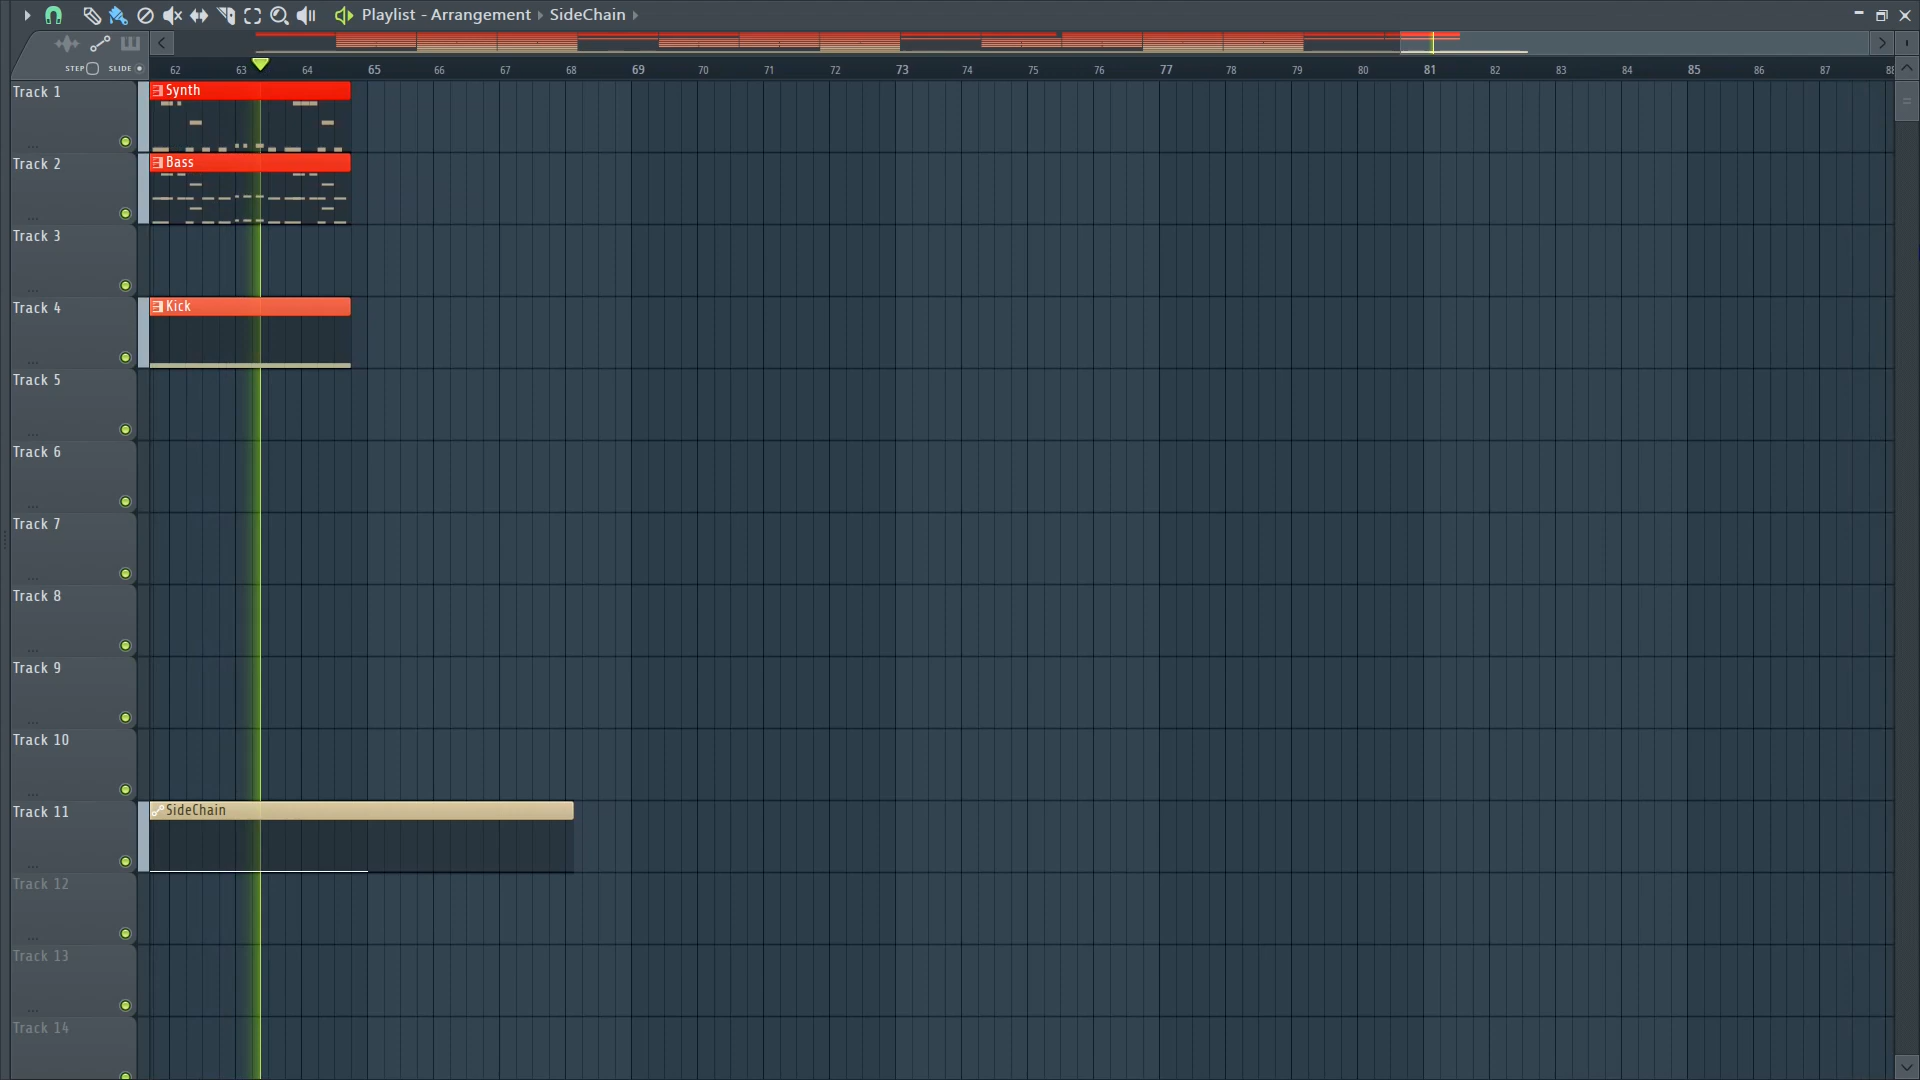 Playlist - Arrangement › SideChain ›
STEP SLIDE
62 63 64 65 66 67 68 69 70 71 72 73 74 75 76 77 78 79 80 81 82 83 84 85 86 87
Track 1
Synth
Track 2
Bass
Track 3
Track 4
Kick
Track 5
Track 6
Track 7
Track 8
Track 9
Track 10
Track 11
SideChain
Track 12
Track 13
Track 14